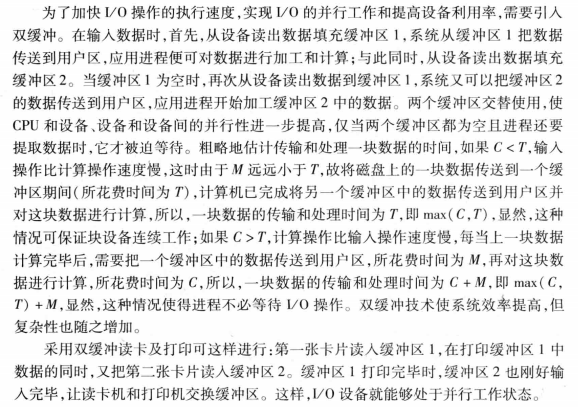 为了加快 I/O 操作的执行速度,实现 I/O 的并行工作和提高设备利用率,需要引入
双缓冲。在输入数据时,首先,从设备读出数据填充缓冲区 1,系统从缓冲区 1 把数据
传送到用户区,应用进程便可对数据进行加工和计算;与此同时,从设备读出数据填充
缓冲区 2。当缓冲区 1 为空时,再次从设备读出数据到缓冲区 1,系统又可以把缓冲区 2
的数据传送到用户区,应用进程开始加工缓冲区 2 中的数据。两个缓冲区交替使用,使
CPU 和设备、设备和设备间的并行性进一步提高,仅当两个缓冲区都为空且进程还要
提取数据时,它才被迫等待。粗略地估计传输和处理一块数据的时间,如果 C < T,输入
操作比计算操作速度慢,这时由于 M 远远小于 T,故将磁盘上的一块数据传送到一个缓
冲区期间(所花费时间为 T),计算机已完成将另一个缓冲区中的数据传送到用户区并
对这块数据进行计算,所以,一块数据的传输和处理时间为 T,即 max(C,T),显然,这种
情况可保证块设备连续工作;如果 C > T,计算操作比输入操作速度慢,每当上一块数据
计算完毕后,需要把一个缓冲区中的数据传送到用户区,所花费时间为 M,再对这块数
据进行计算,所花费时间为 C,所以,一块数据的传输和处理时间为 C + M,即 max(C,
T) + M,显然,这种情况使得进程不必等待 I/O 操作。双缓冲技术使系统效率提高,但
复杂性也随之增加。
采用双缓冲读卡及打印可这样进行:第一张卡片读入缓冲区 1,在打印缓冲区 1 中
数据的同时,又把第二张卡片读入缓冲区 2。缓冲区 1 打印完毕时,缓冲区 2 也刚好输
入完毕,让读卡机和打印机交换缓冲区。这样,I/O 设备就能够处于并行工作状态。